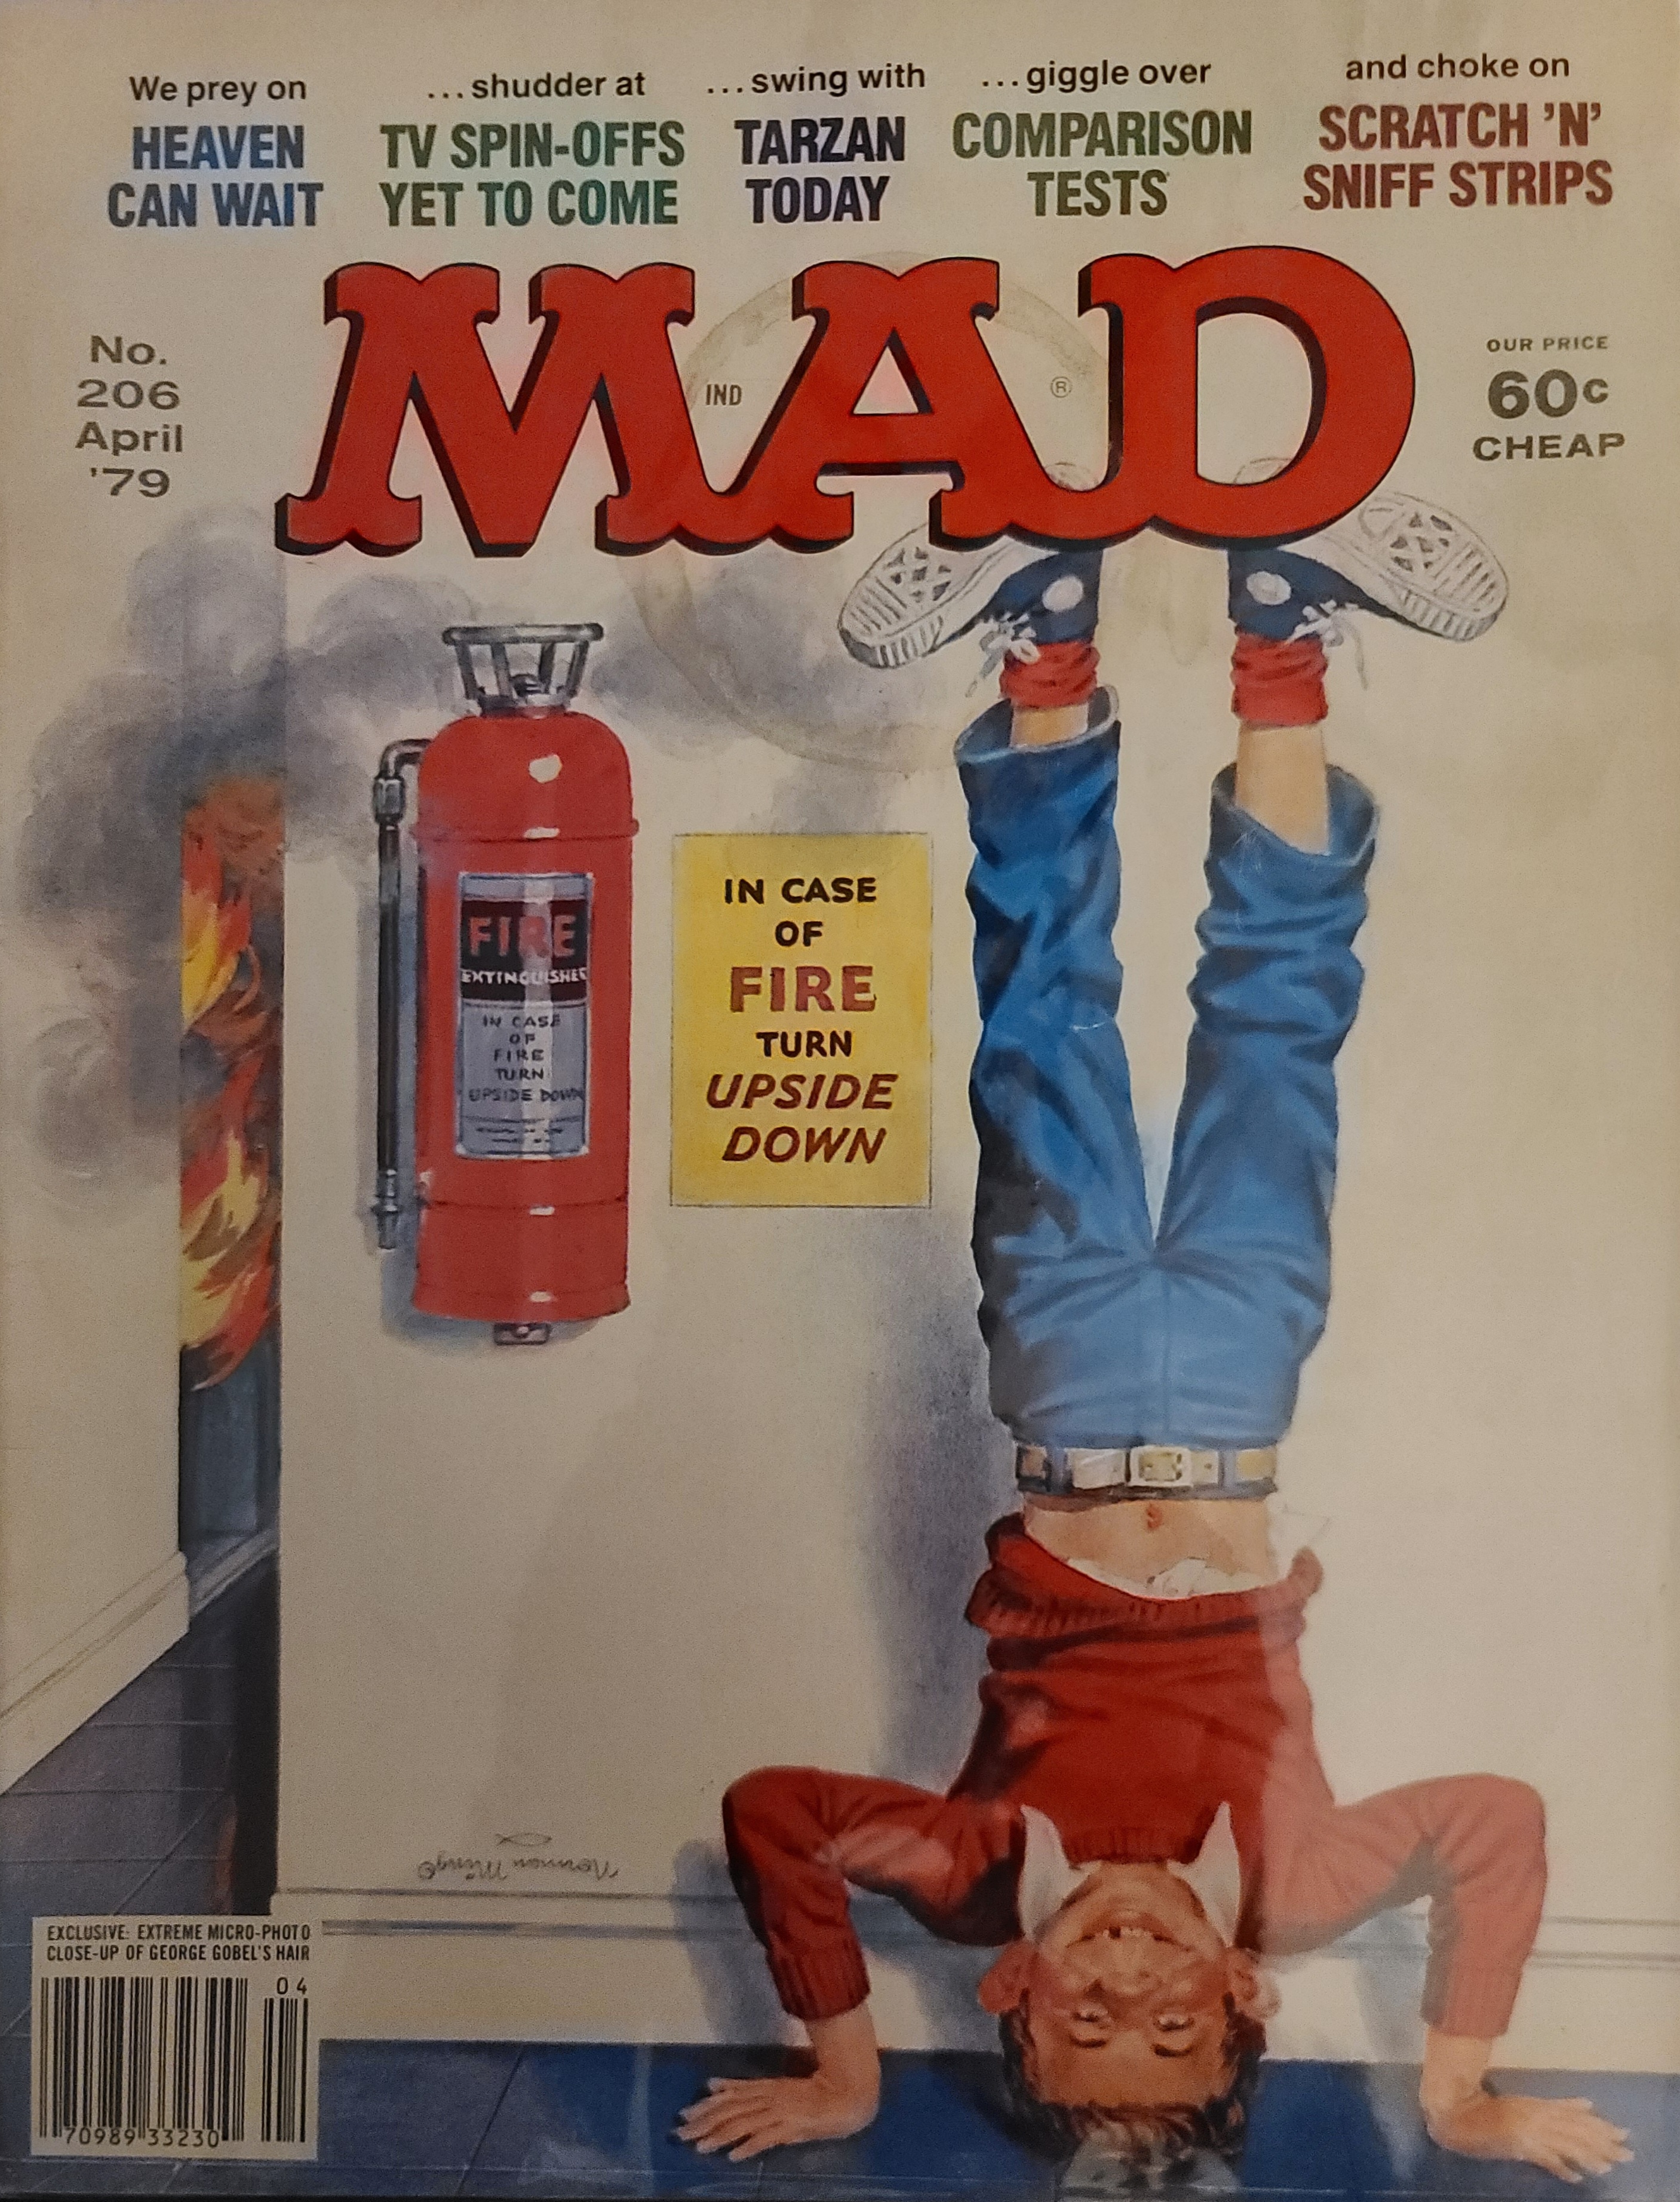 We prey on
HEAVEN
CAN WAIT
...shudder at
TV SPIN-OFFS
YET TO COME
...swing with
TARZAN
TODAY
...giggle over
COMPARISON
TESTS
and choke on
SCRATCH 'N'
SNIFF STRIPS
MAD
IND
®
No.
206
April
'79
OUR PRICE
60c
CHEAP
FIRE
EXTINGUISHER
IN CASE
OF
FIRE
TURN
UPSIDE DOWN
IN CASE
OF
FIRE
TURN
UPSIDE
DOWN
Norman Mingo
EXCLUSIVE: EXTREME MICRO-PHOTO
CLOSE-UP OF GEORGE GOBEL'S HAIR
04
70989 33230